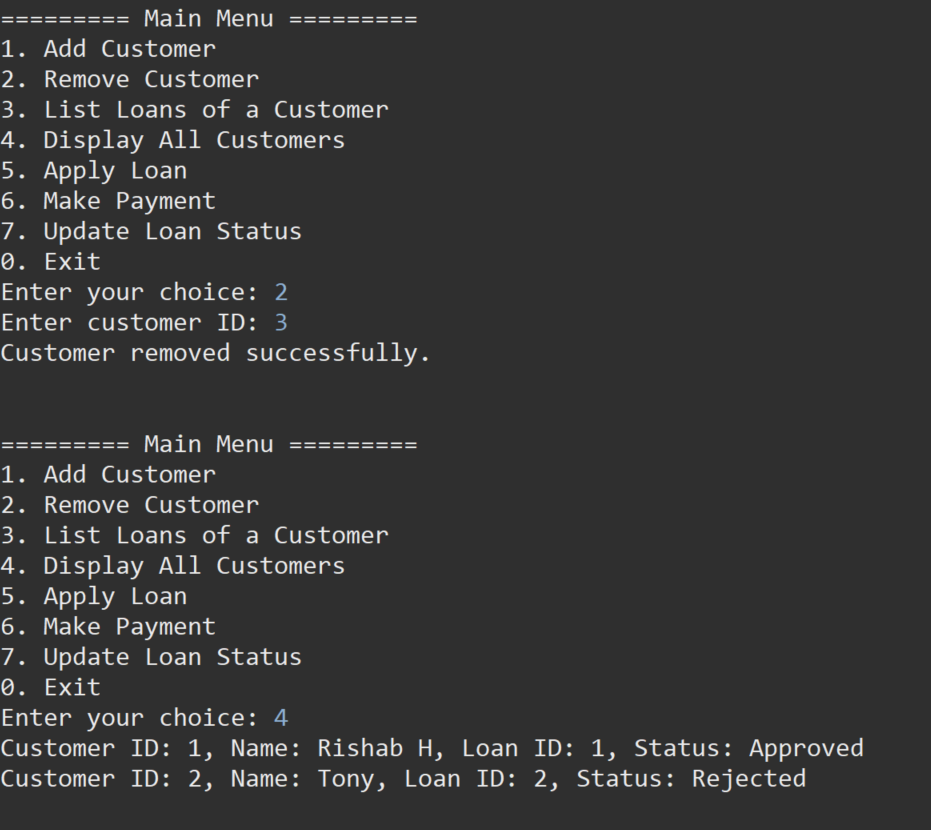 ========= Main Menu =========
1. Add Customer
2. Remove Customer
3. List Loans of a Customer
4. Display All Customers
5. Apply Loan
6. Make Payment
7. Update Loan Status
0. Exit
Enter your choice: 2
Enter customer ID: 3
Customer removed successfully.
========= Main Menu =========
1. Add Customer
2. Remove Customer
3. List Loans of a Customer
4. Display All Customers
5. Apply Loan
6. Make Payment
7. Update Loan Status
0. Exit
Enter your choice: 4
Customer ID: 1, Name: Rishab H, Loan ID: 1, Status: Approved
Customer ID: 2, Name: Tony, Loan ID: 2, Status: Rejected